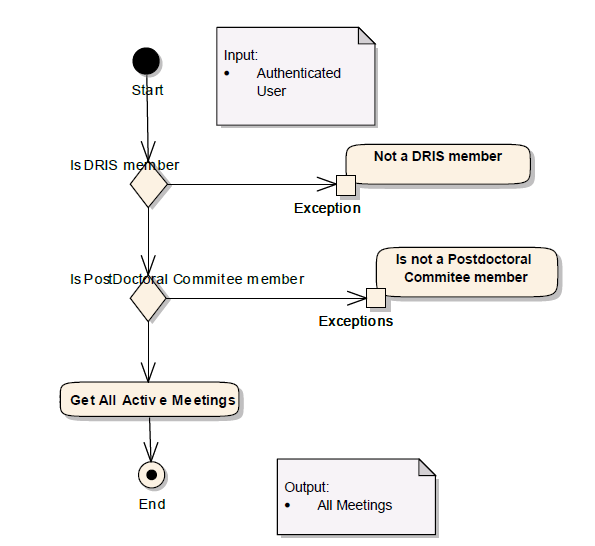 Input:
• Authenticated
User
Start
Is DRIS member
Not a DRIS member
Exception
Is not a Postdoctoral
Commitee member
Is PostDoctoral Commitee member
Exceptions
Get All Active Meetings
End
Output:
• All Meetings